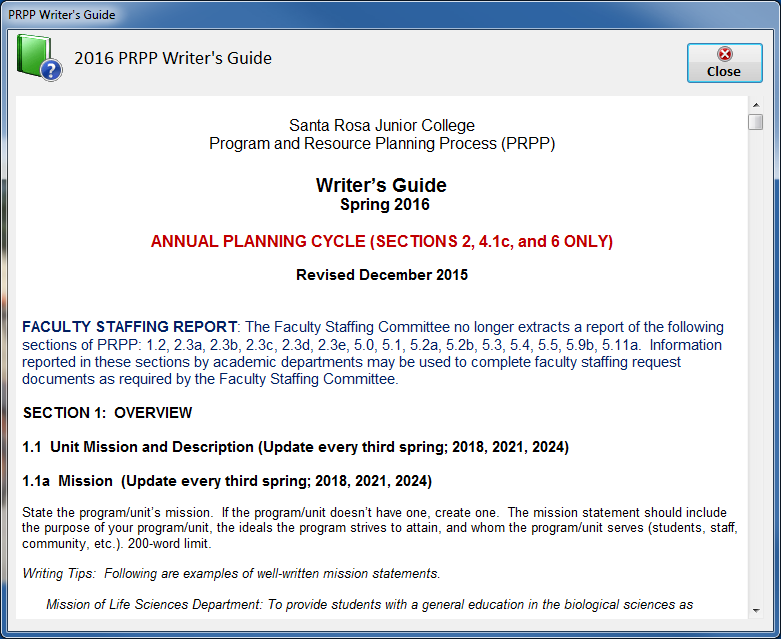 PRPP Writer's Guide
2016 PRPP Writer's Guide
Close
Santa Rosa Junior College
Program and Resource Planning Process (PRPP)
Writer’s Guide
Spring 2016
ANNUAL PLANNING CYCLE (SECTIONS 2, 4.1c, and 6 ONLY)
Revised December 2015
FACULTY STAFFING REPORT: The Faculty Staffing Committee no longer extracts a report of the following
sections of PRPP: 1.2, 2.3a, 2.3b, 2.3c, 2.3d, 2.3e, 5.0, 5.1, 5.2a, 5.2b, 5.3, 5.4, 5.5, 5.9b, 5.11a.  Information
reported in these sections by academic departments may be used to complete faculty staffing request
documents as required by the Faculty Staffing Committee.
SECTION 1:  OVERVIEW
1.1  Unit Mission and Description (Update every third spring; 2018, 2021, 2024)
1.1a  Mission  (Update every third spring; 2018, 2021, 2024)
State the program/unit’s mission.  If the program/unit doesn’t have one, create one.  The mission statement should include
the purpose of your program/unit, the ideals the program strives to attain, and whom the program/unit serves (students, staff,
community, etc.). 200-word limit.
Writing Tips:  Following are examples of well-written mission statements.
Mission of Life Sciences Department: To provide students with a general education in the biological sciences as